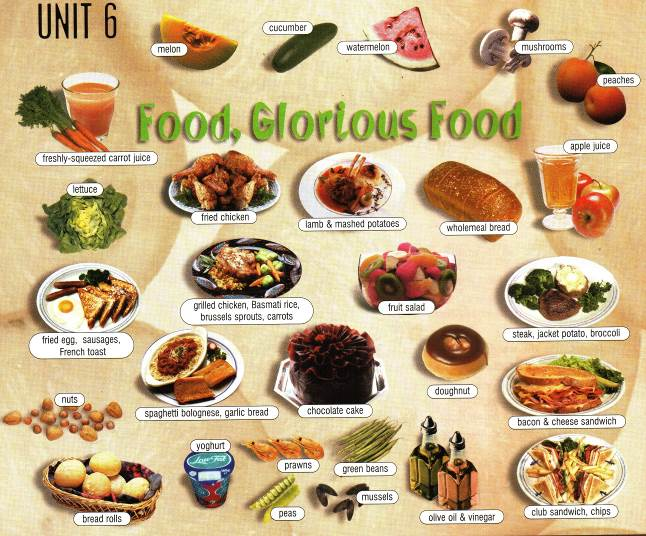 UNIT 6
melon
cucumber
watermelon
mushrooms
peaches
Food, Glorious Food
freshly-squeezed carrot juice
apple juice
lettuce
fried chicken
lamb & mashed potatoes
wholemeal bread
grilled chicken, Basmati rice,
brussels sprouts, carrots
fruit salad
steak, jacket potato, broccoli
fried egg, sausages,
French toast
spaghetti bolognese, garlic bread
chocolate cake
doughnut
bacon & cheese sandwich
nuts
yoghurt
Low Fat
prawns
green beans
bread rolls
peas
mussels
olive oil & vinegar
club sandwich, chips